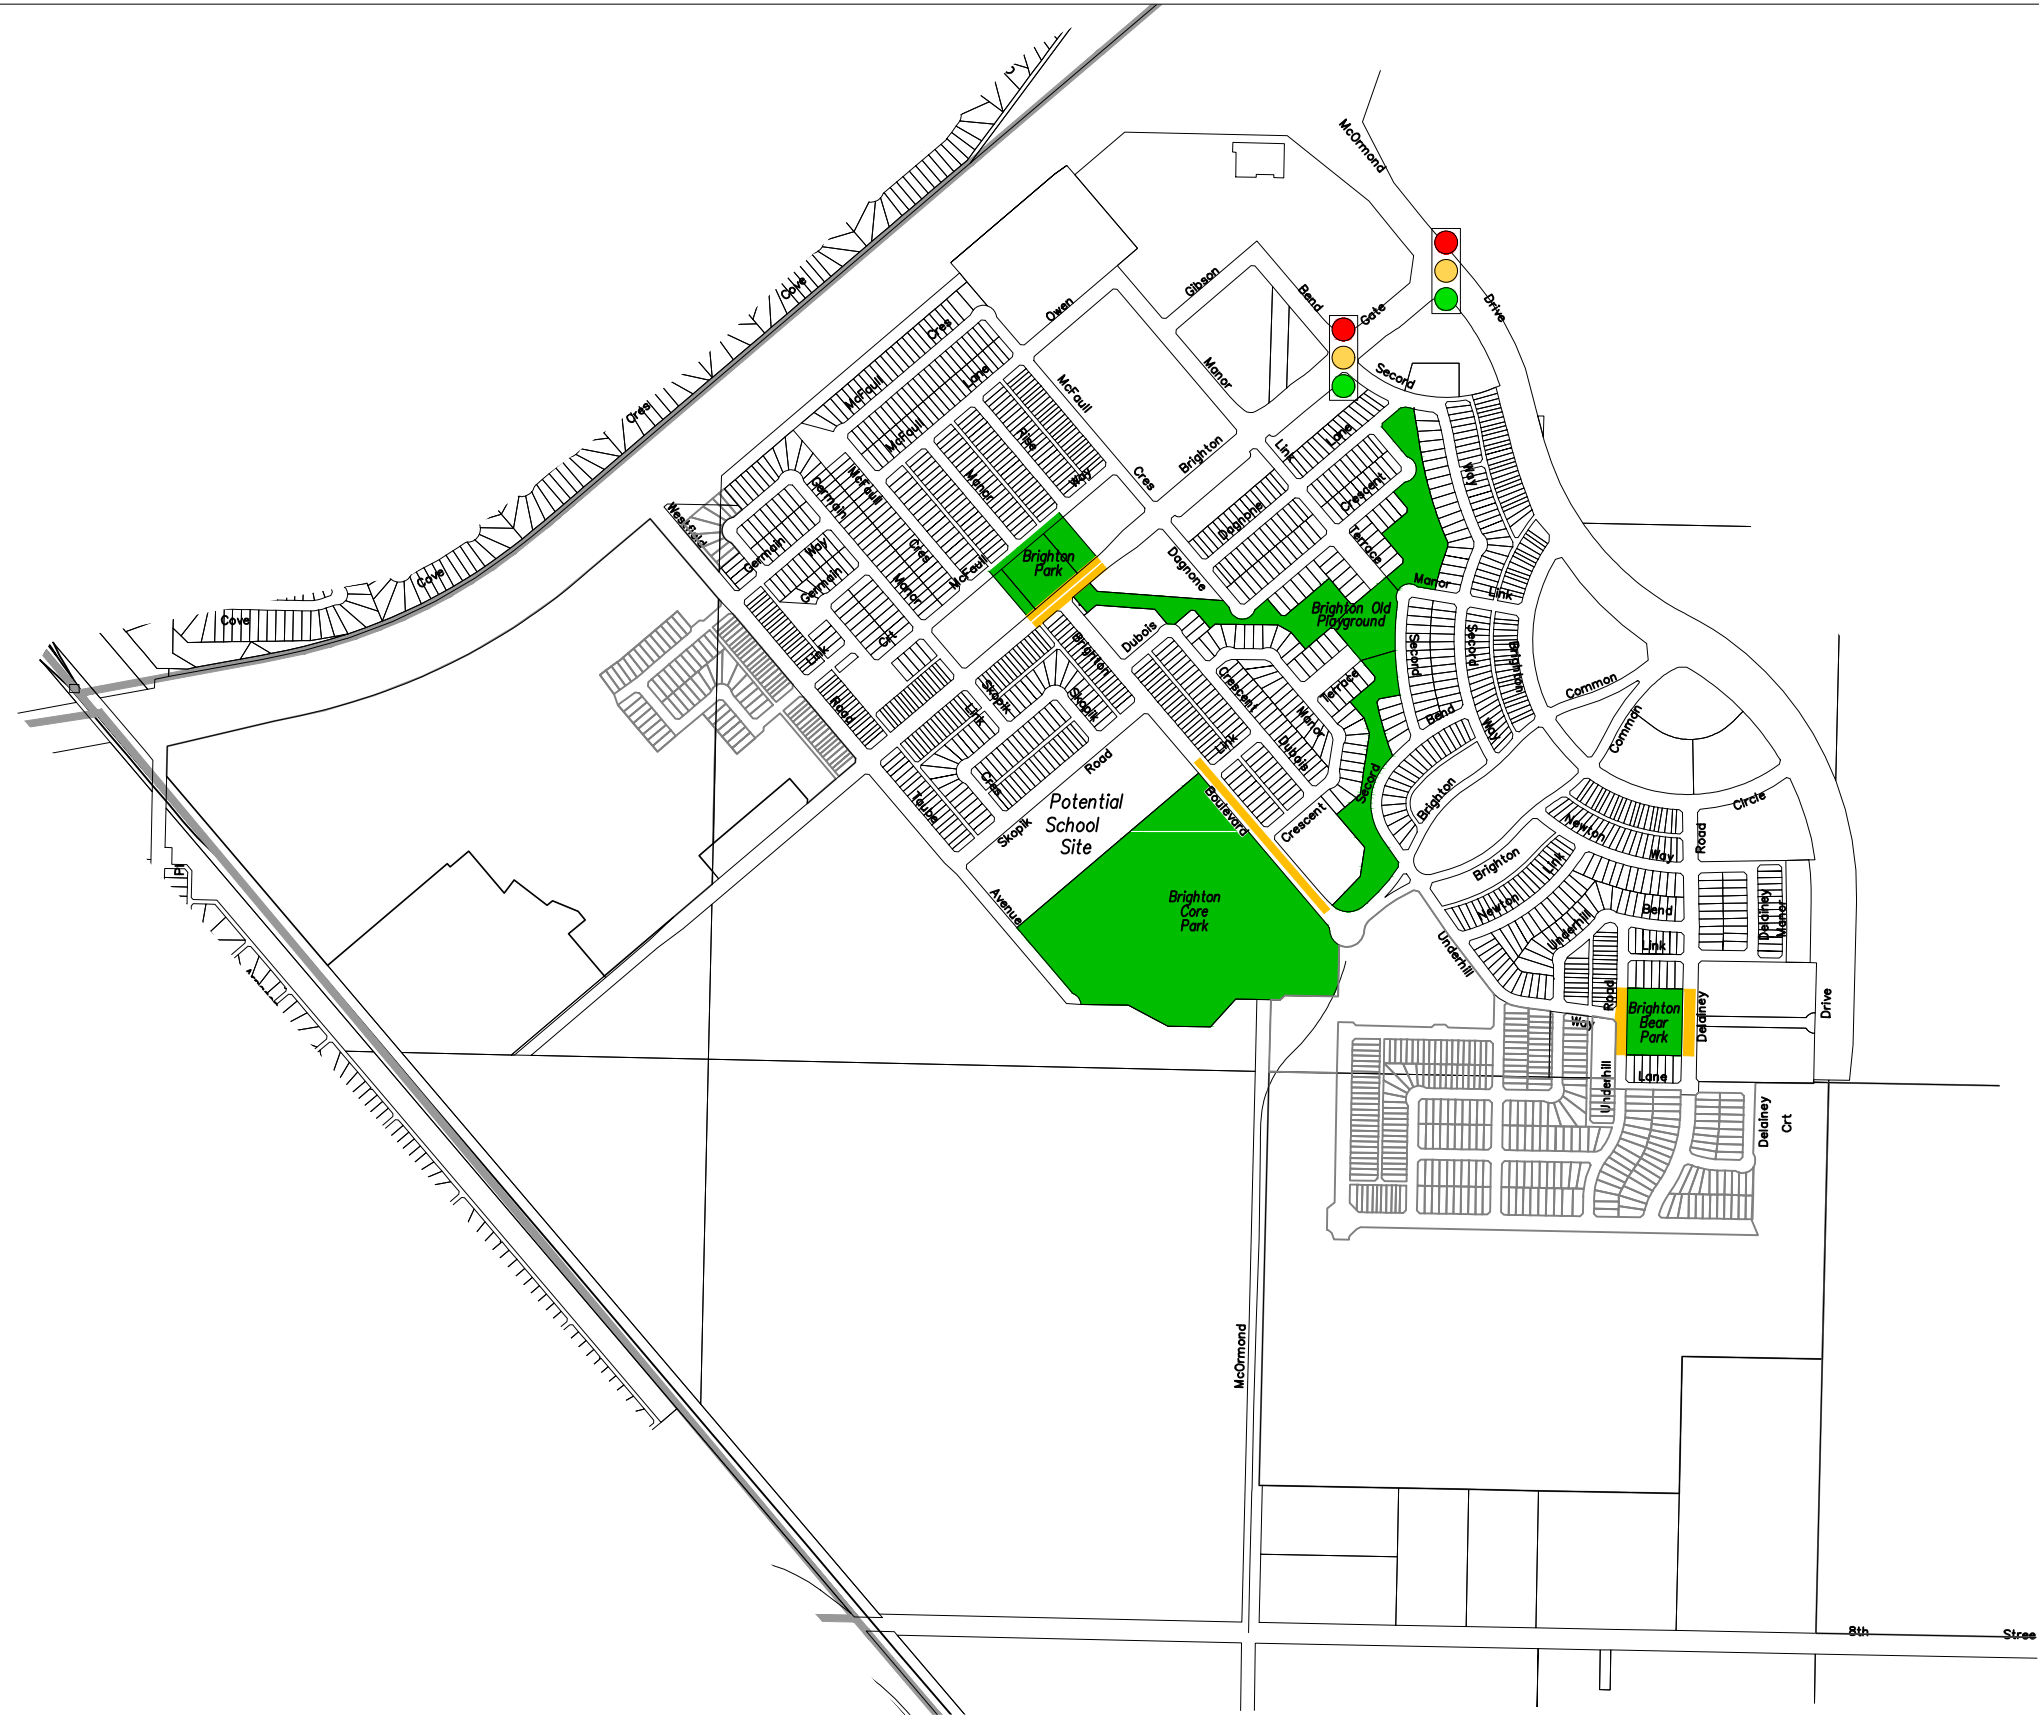 McOrmond
Drive
Cove
Gibson
Bend
Gate
Owen
Cres
McFaull
Lane
Second
Manor
McFaull
Cres
McFaull
Rise
Way
Cres
Brighton
Link
Lane
Manor
McFaull
Germain
Way
Crescent
Westfield
Dagnone
Terrace
Germain
Way
Cres
Germain
Manor
McFaull
Brighton
Park
Dagnone
Manor
Link
Cove
Cove
Brighton Old
Playground
Link
Crt
Dubois
Brighton
Second
Second
Brighton
Common
Road
Skopik
Link
Skopik
Crescent
Terrace
Manor
Bend
Way
Common
Link
Dubois
Cres
Road
Second
Brighton
Circle
Taube
Skopik
Potential
School
Site
Boulevard
Crescent
Newton
Way
Road
Brighton
Link
Avenue
Brighton
Core
Park
Newton
Underhill
Bend
Delainey
Manor
Link
Underhill
Road
Brighton
Bear
Park
Delainey
Drive
Way
Underhill
Lane
Delainey
Crt
Pl
McOrmond
8th
Stree